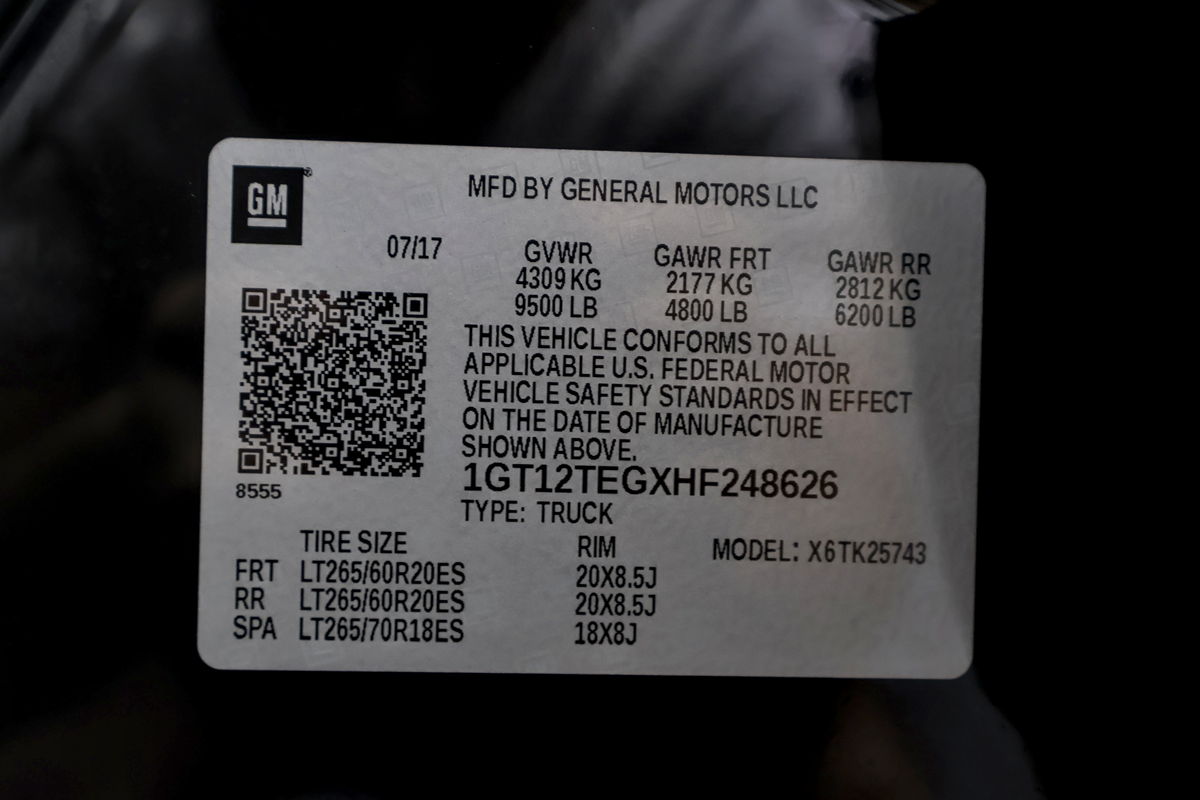 GM®
MFD BY GENERAL MOTORS LLC
07/17 GVWR GAWR FRT GAWR RR
4309 KG 2177 KG 2812 KG
9500 LB 4800 LB 6200 LB
THIS VEHICLE CONFORMS TO ALL
APPLICABLE U.S. FEDERAL MOTOR
VEHICLE SAFETY STANDARDS IN EFFECT
ON THE DATE OF MANUFACTURE
SHOWN ABOVE.
8555 1GT12TEGXHF248626
TYPE: TRUCK
TIRE SIZE RIM MODEL: X6TK25743
FRT LT265/60R20ES 20X8.5J
RR LT265/60R20ES 20X8.5J
SPA LT265/70R18ES 18X8J